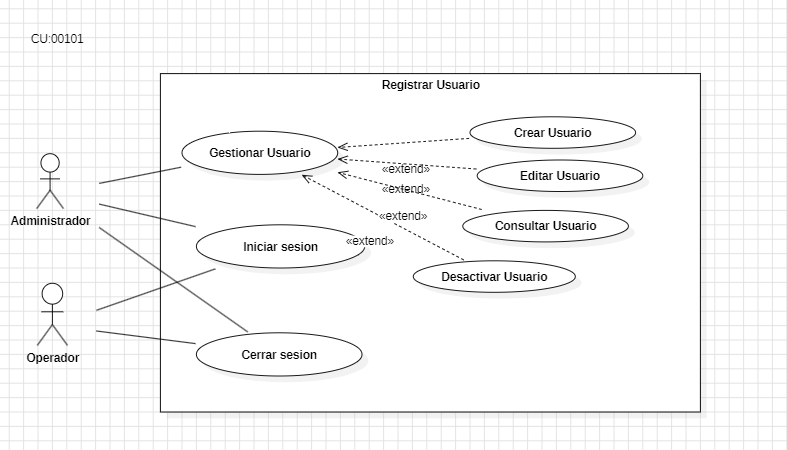 CU:00101
Registrar Usuario
Gestionar Usuario
Crear Usuario
«extend»
Editar Usuario
«extend»
Administrador
«extend»
Consultar Usuario
Iniciar sesion
«extend»
Desactivar Usuario
Operador
Cerrar sesion